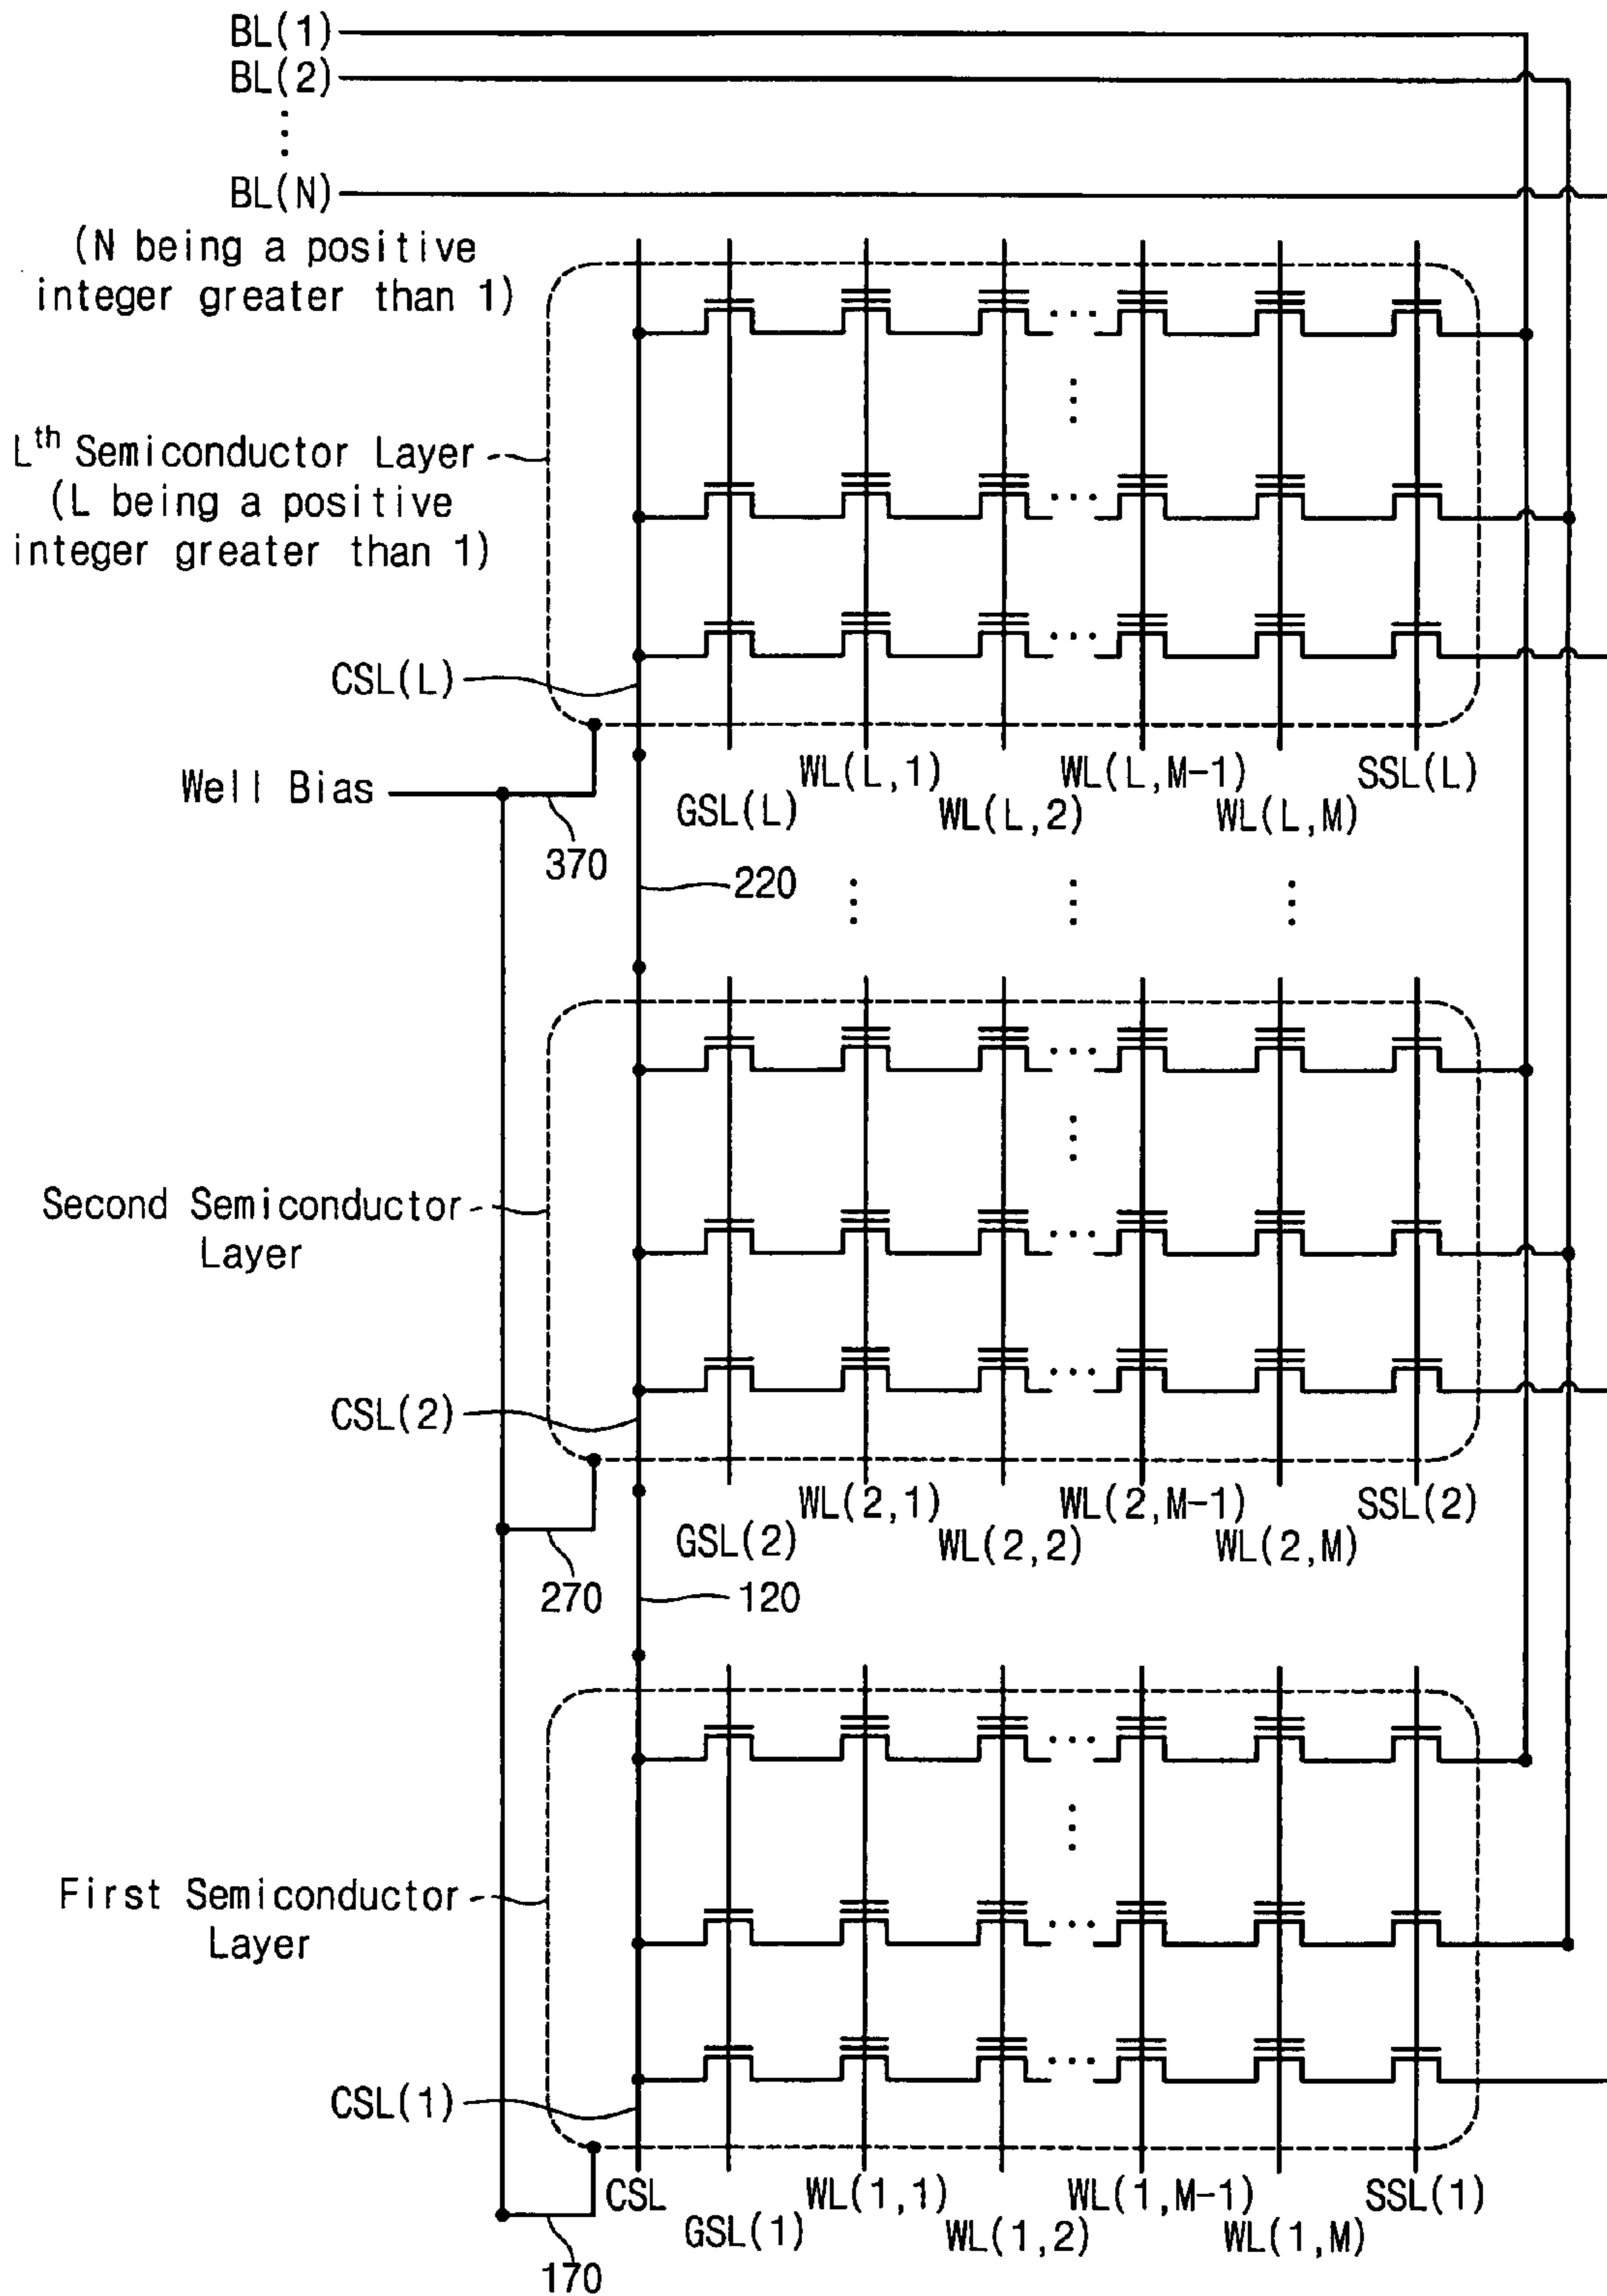 BL(1)
BL(2)
BL(N)
(N being a positive
integer greater than 1)
Lth Semiconductor Layer
(L being a positive
integer greater than 1)
CSL(L)
Well Bias
370
WL(L,1)
WL(L,M-1)
SSL(L)
GSL(L)
WL(L,2)
WL(L,M)
220
Second Semiconductor
Layer
CSL(2)
WL(2,1)
WL(2,M-1)
SSL(2)
GSL(2)
WL(2,2)
WL(2,M)
270
120
First Semiconductor
Layer
CSL(1)
CSL
WL(1,1)
WL(1,M-1)
SSL(1)
GSL(1)
WL(1,2)
WL(1,M)
170